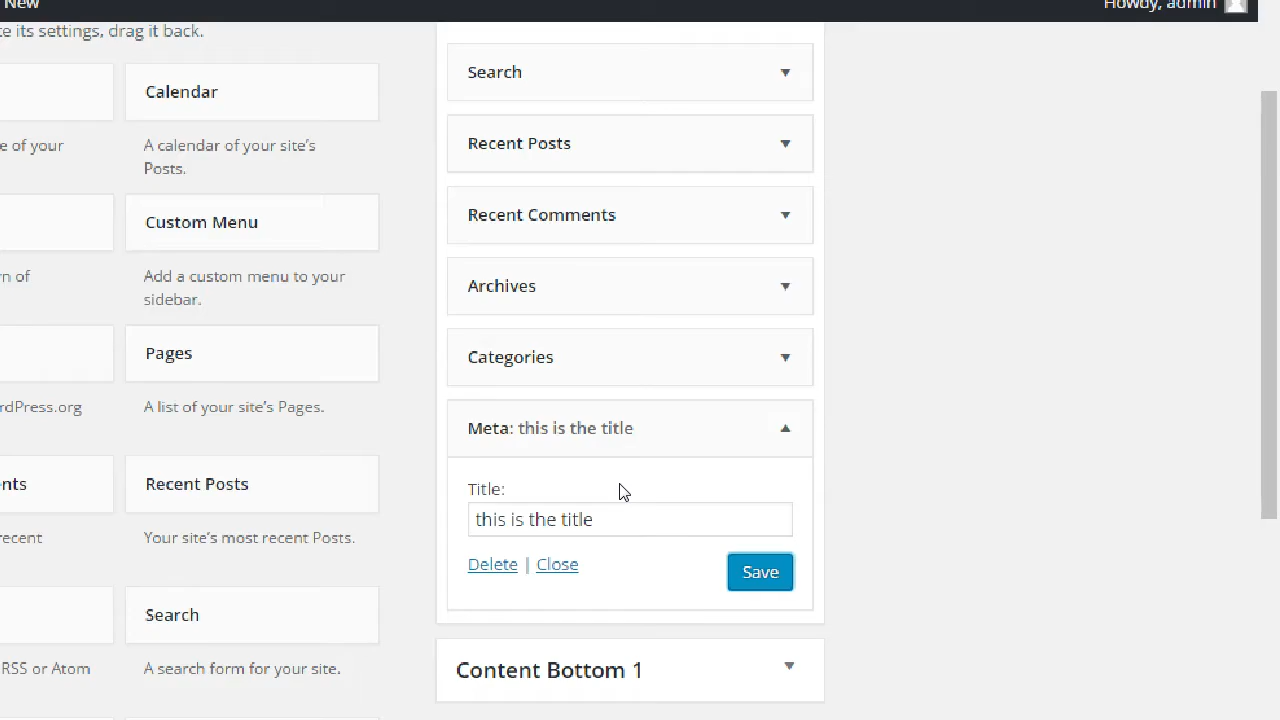 New
Howdy, admin
te its settings, drag it back.
Calendar
e of your
A calendar of your site's
Posts.
Custom Menu
n of
Add a custom menu to your
sidebar.
Pages
rdPress.org
A list of your site's Pages.
nts
Recent Posts
recent
Your site's most recent Posts.
Search
RSS or Atom
A search form for your site.
Search
Recent Posts
Recent Comments
Archives
Categories
Meta: this is the title
Title:
this is the title
Delete | Close
Save
Content Bottom 1